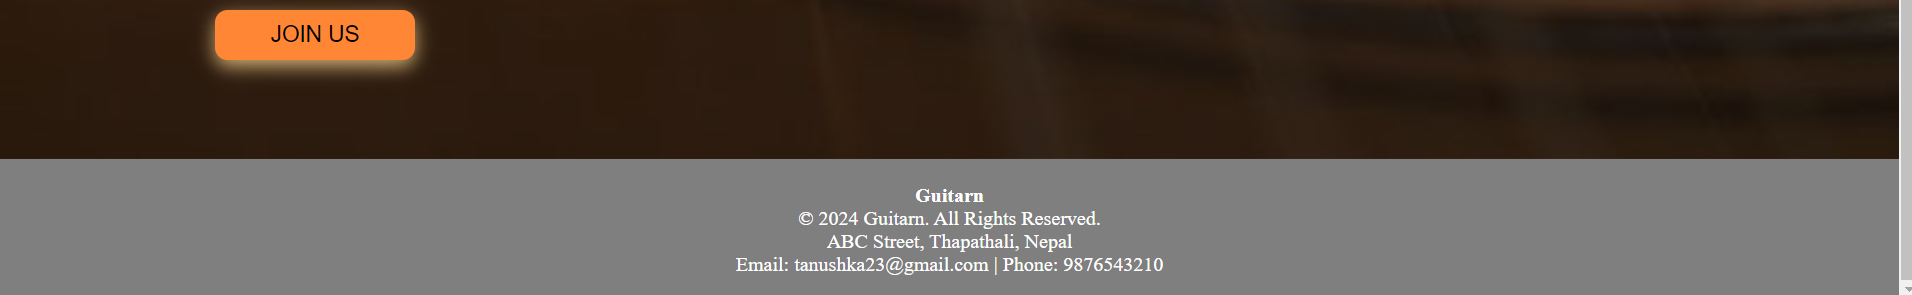 JOIN US
Guitarn
© 2024 Guitarn. All Rights Reserved.
ABC Street, Thapathali, Nepal
Email: tanushka23@gmail.com | Phone: 9876543210